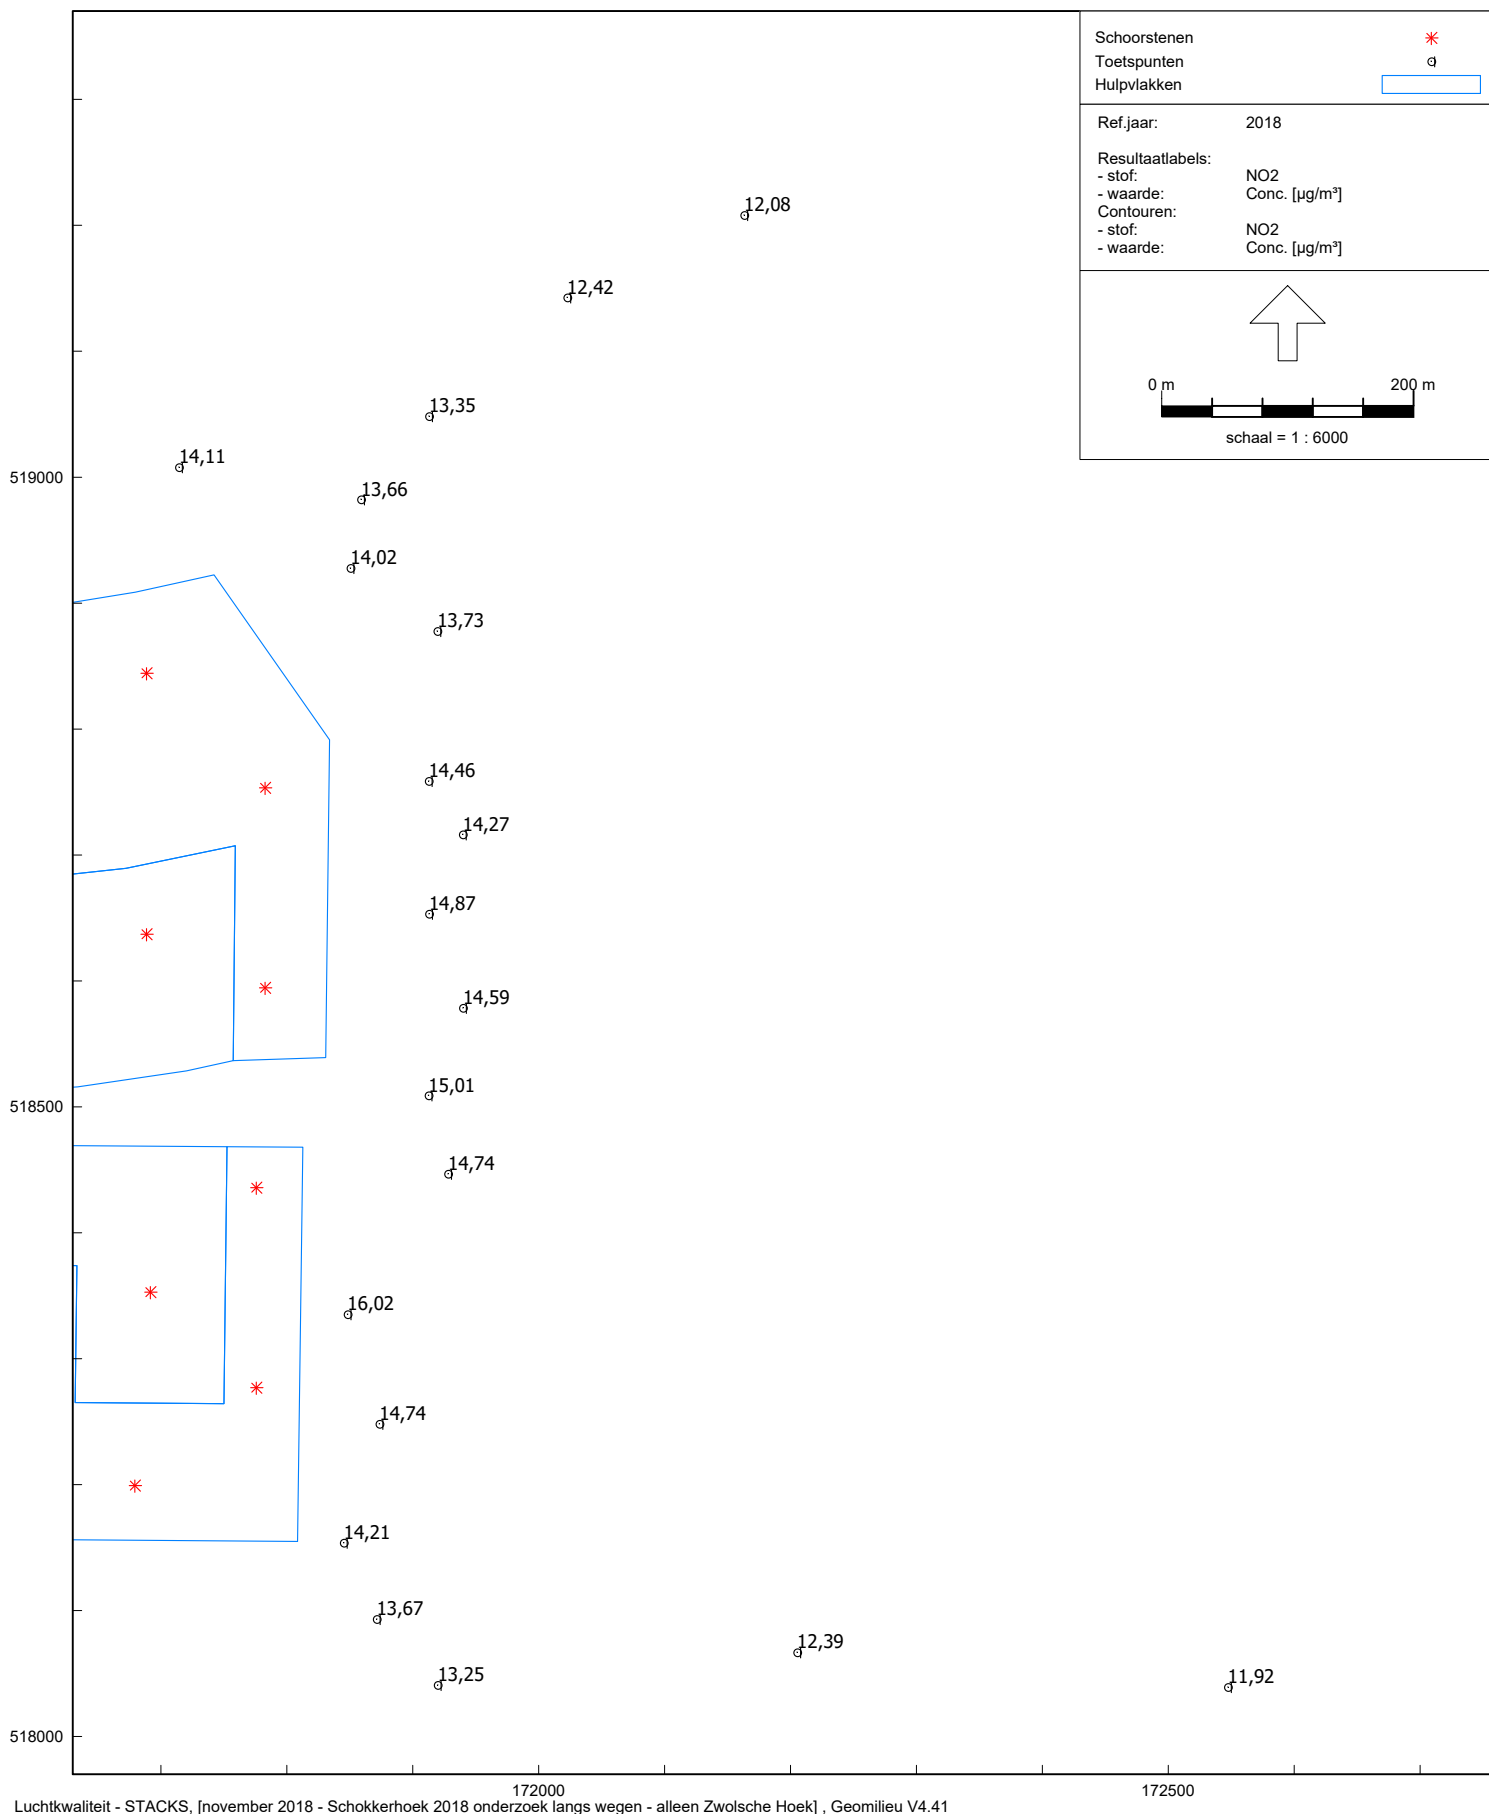 Schoorstenen
Toetspunten
Hulpvlakken
Ref.jaar: 2018
Resultaatlabels:
- stof: NO2
- waarde: Conc. [µg/m³]
Contouren:
- stof: NO2
- waarde: Conc. [µg/m³]
0 m 200 m
schaal = 1 : 6000
12,08
12,42
13,35
14,11
519000
13,66
14,02
13,73
14,46
14,27
14,87
14,59
15,01
518500
14,74
16,02
14,74
14,21
13,67
12,39
13,25
11,92
518000
172000 172500
Luchtkwaliteit - STACKS, [november 2018 - Schokkerhoek 2018 onderzoek langs wegen - alleen Zwolsche Hoek] , Geomilieu V4.41